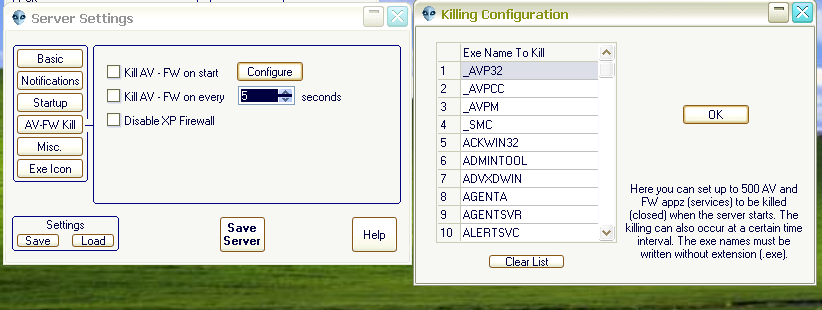 Server Settings
Basic
Notifications
Startup
AV-FW Kill
Misc.
Exe Icon
Kill AV - FW on start
Configure
Kill AV - FW on every
5
seconds
Disable XP Firewall
Settings
Save
Load
Save
Server
Help
Killing Configuration
Exe Name To Kill
1 _AVP32
2 _AVPCC
3 _AVPM
4 _SMC
5 ACKWIN32
6 ADMINTOOL
7 ADVXDWIN
8 AGENTA
9 AGENTSVR
10 ALERTSVC
Clear List
OK
Here you can set up to 500 AV and
FW appz (services) to be killed
(closed) when the server starts. The
killing can also occur at a certain time
interval. The exe names must be
written without extension (.exe).